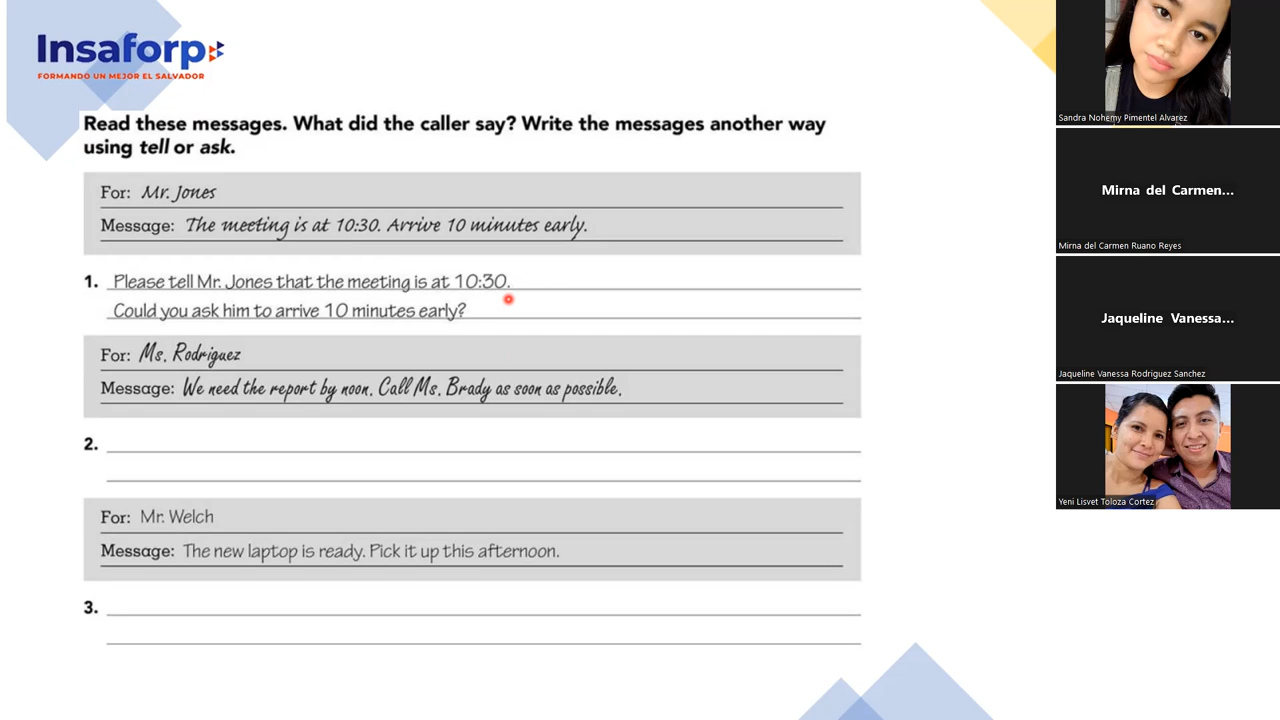 Insaforp
FORMANDO UN MEJOR EL SALVADOR
Read these messages. What did the caller say? Write the messages another way
using tell or ask.
For: Mr. Jones
Message: The meeting is at 10:30. Arrive 10 minutes early.
1. Please tell Mr. Jones that the meeting is at 10:30.
Could you ask him to arrive 10 minutes early?
For: Ms. Rodriguez
Message: We need the report by noon. Call Ms. Brady as soon as possible.
2.
For: Mr. Welch
Message: The new laptop is ready. Pick it up this afternoon.
3.
Sandra Nohemy Pimentel Alvarez
Mirna del Carmen...
Mirna del Carmen Ruano Reyes
Jaqueline Vanessa...
Jaqueline Vanessa Rodriguez Sanchez
Yeni Lisvet Toloza Cortez